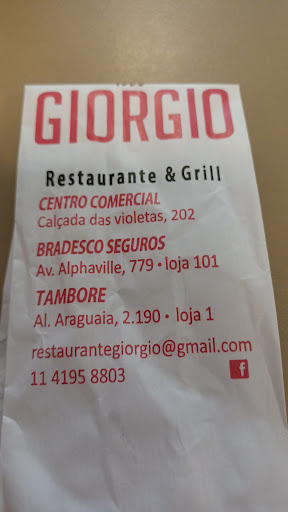 GIORGIO
Restaurante & Grill
CENTRO COMERCIAL
Calçada das violetas, 202
BRADESCO SEGUROS
Av. Alphaville, 779 • loja 101
TAMBORE
Al. Araguaia, 2.190 • loja 1
restaurantegiorgio@gmail.com
11 4195 8803
f